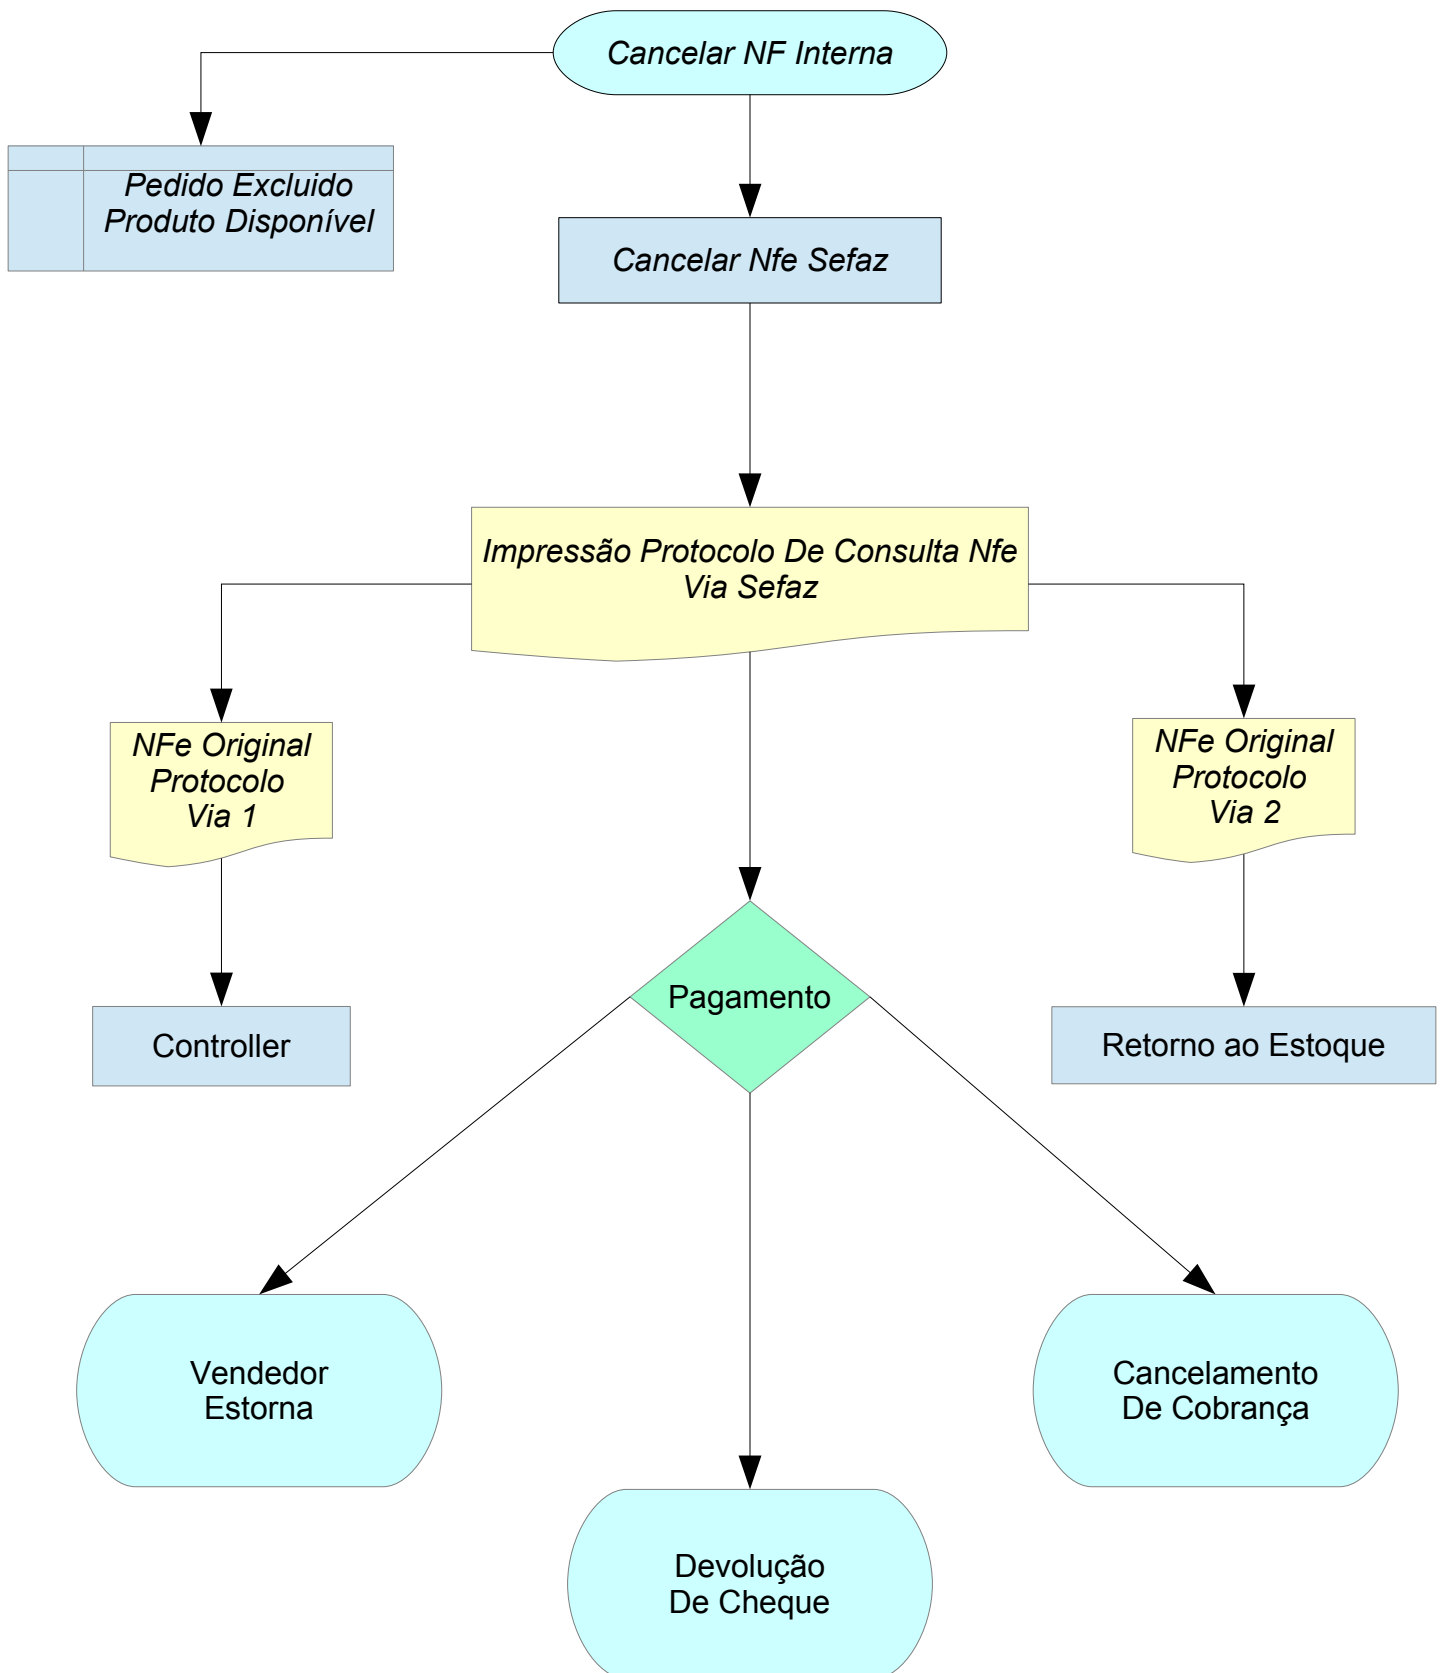 Cancelar NF Interna
Pedido Excluido
Produto Disponível
Cancelar Nfe Sefaz
Impressão Protocolo De Consulta Nfe
Via Sefaz
NFe Original
Protocolo
Via 1
NFe Original
Protocolo
Via 2
Pagamento
Controller
Retorno ao Estoque
Vendedor
Estorna
Cancelamento
De Cobrança
Devolução
De Cheque